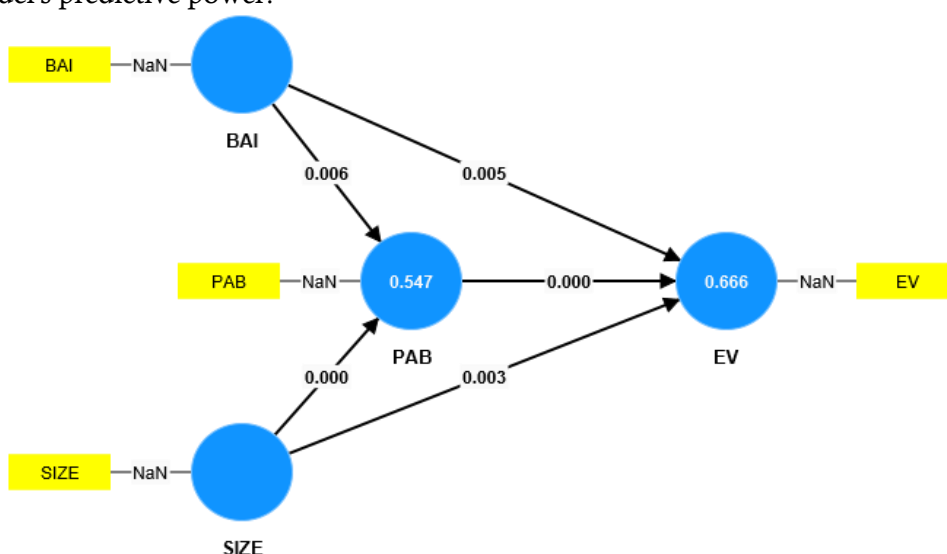 del's predictive power.
BAI
NaN
BAI
0.006
0.005
PAB
NaN
0.547
0.000
0.666
NaN
EV
PAB
EV
0.000
0.003
SIZE
NaN
SIZE